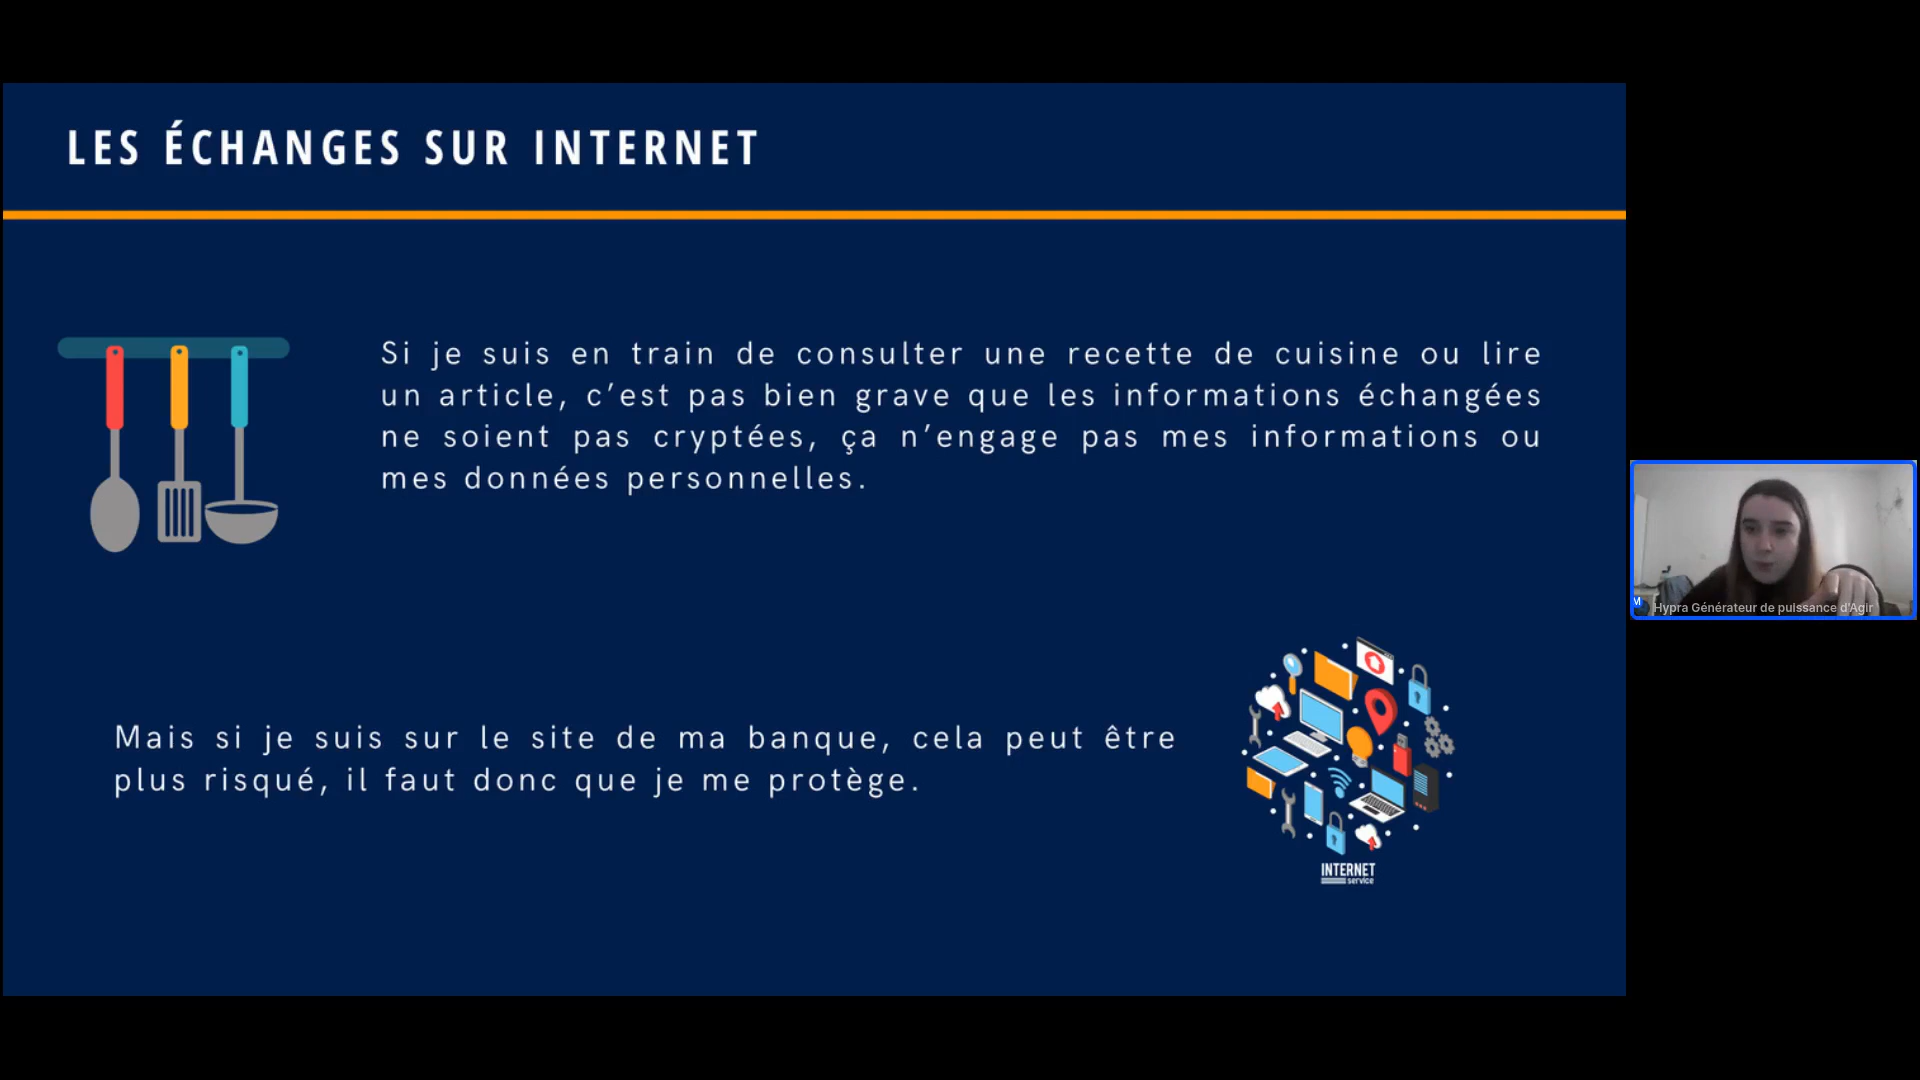 LES ÉCHANGES SUR INTERNET
Si je suis en train de consulter une recette de cuisine ou lire
un article, c’est pas bien grave que les informations échangées
ne soient pas cryptées, ça n’engage pas mes informations ou
mes données personnelles.
Mais si je suis sur le site de ma banque, cela peut être
plus risqué, il faut donc que je me protège.
INTERNET
service
M
Hypra Générateur de puissance d'Agir